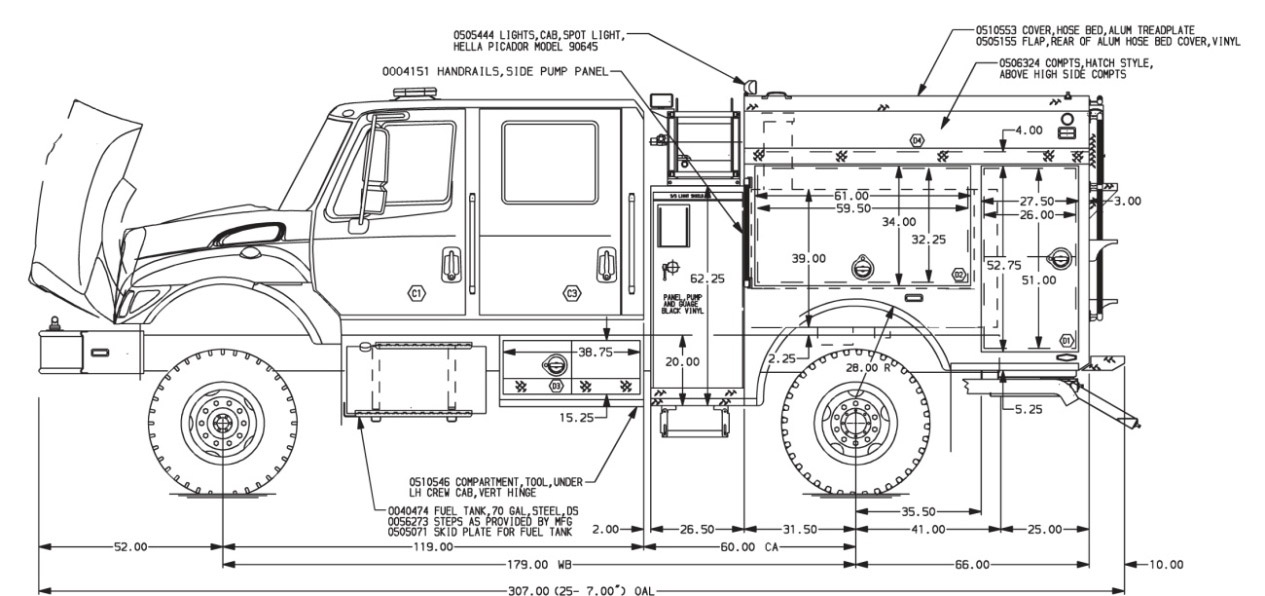 0505444 LIGHTS,CAB,SPOT LIGHT,
HELLA PICADOR MODEL 90645
0510553 COVER,HOSE BED,ALUM TREADPLATE
0505155 FLAP,REAR OF ALUM HOSE BED COVER,VINYL
0004151 HANDRAILS,SIDE PUMP PANEL
0506324 COMPTS,HATCH STYLE,
ABOVE HIGH SIDE COMPTS
4.00
D4
61.00
59.50
34.00
32.25
27.50
26.00
3.00
39.00
52.75
51.00
62.25
D2
C1
C3
PANEL,PUMP
AND GUAGE
BLACK VINYL
38.75
D3
20.00
2.25
28.00 R
D1
5.25
15.25
0510546 COMPARTMENT,TOOL,UNDER
LH CREW CAB,VERT HINGE
0040474 FUEL TANK,70 GAL,STEEL,DS
0056273 STEPS AS PROVIDED BY MFG
0505071 SKID PLATE FOR FUEL TANK
35.50
2.00
26.50
31.50
41.00
25.00
52.00
119.00
60.00 CA
179.00 WB
66.00
10.00
307.00 (25- 7.00") OAL